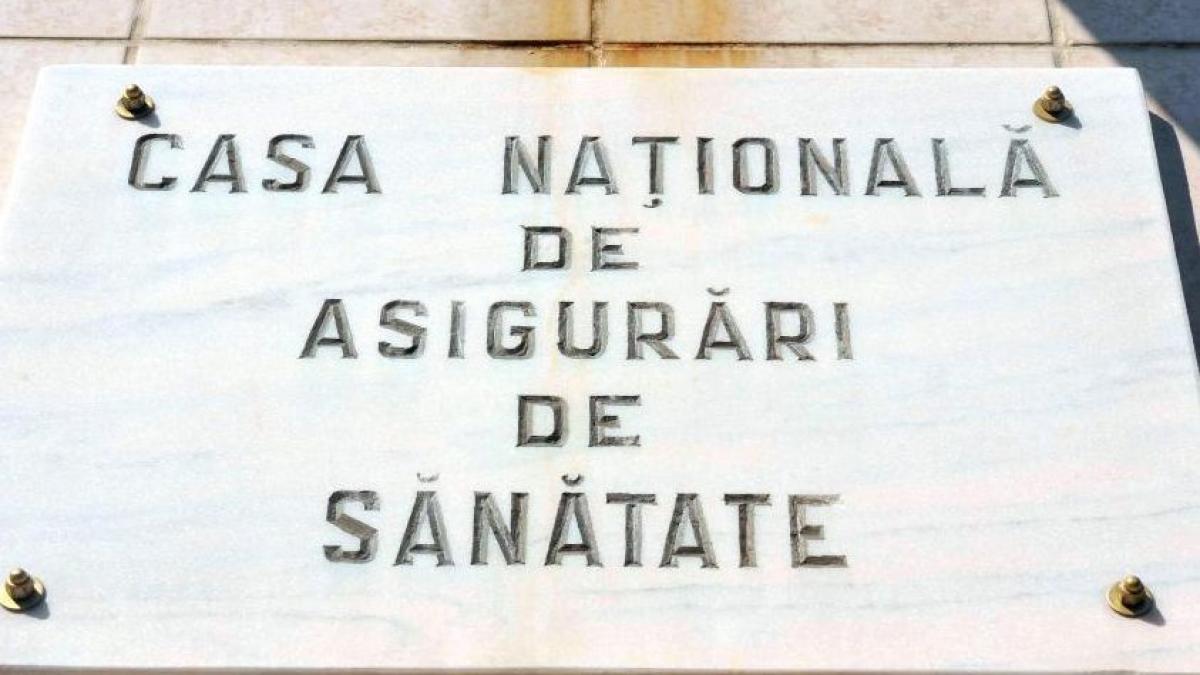 CASA NAȚIONALĂ
DE
ASIGURĂRI
DE
SĂNĂTATE